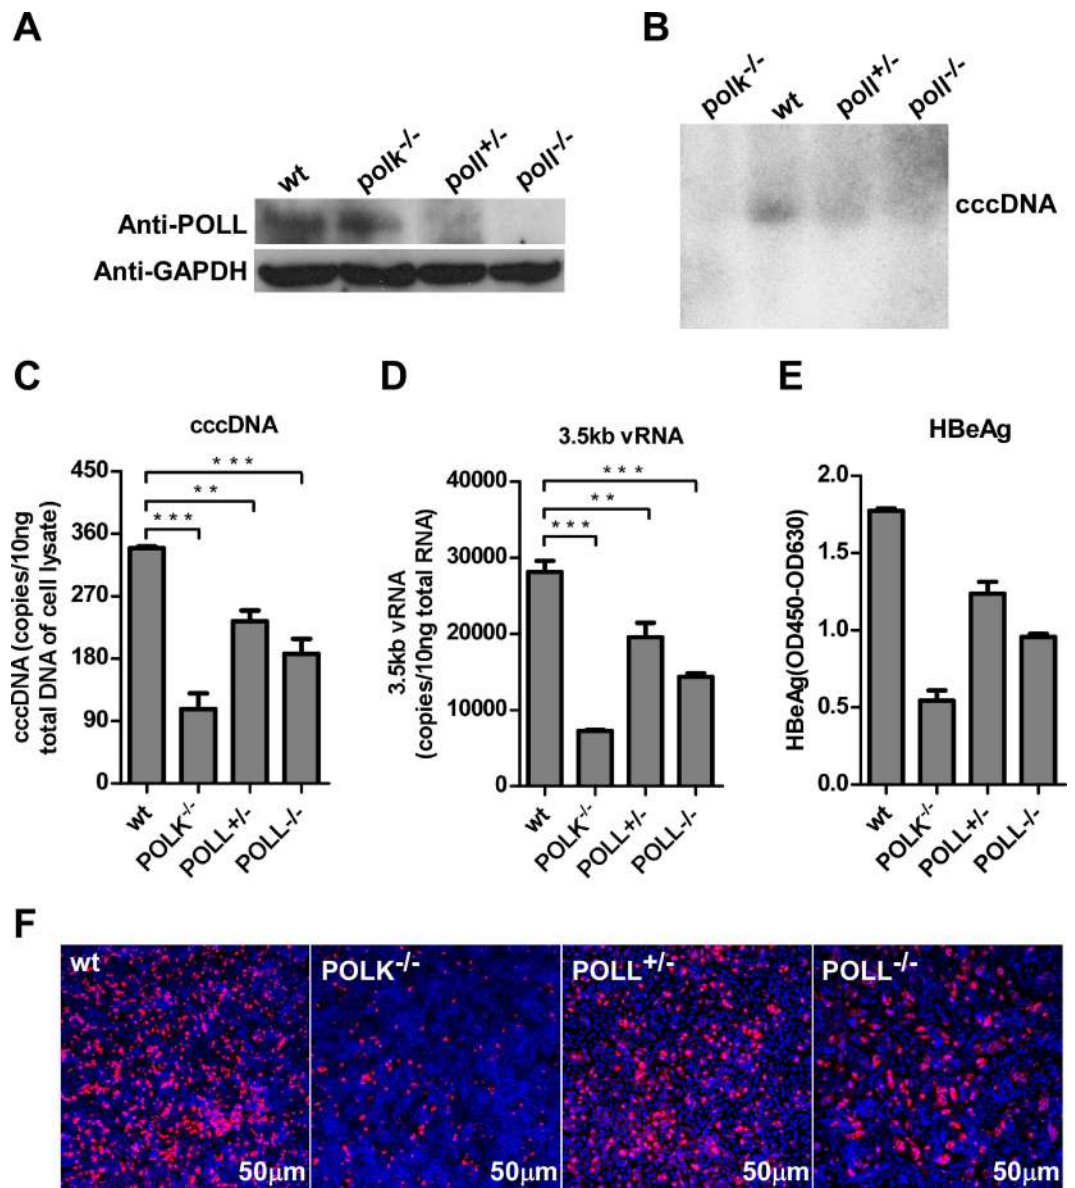 A
wt polk-/- poll+/- poll-/-
Anti-POLL
Anti-GAPDH
B
polk-/- wt poll+/- poll-/-
cccDNA
C
cccDNA
cccDNA (copies/10ng
total DNA of cell lysate)
450
360
270
180
90
0
***
**
***
wt POLK-/- POLL+/- POLL-/-
D
3.5kb vRNA
3.5kb vRNA
(copies/10ng total RNA)
40000
30000
20000
10000
0
***
**
***
wt POLK-/- POLL+/- POLL-/-
E
HBeAg
HBeAg(OD450-OD630)
2.0
1.5
1.0
0.5
0.0
wt POLK-/- POLL+/- POLL-/-
F
wt POLK-/- POLL+/- POLL-/-
50μm 50μm 50μm 50μm